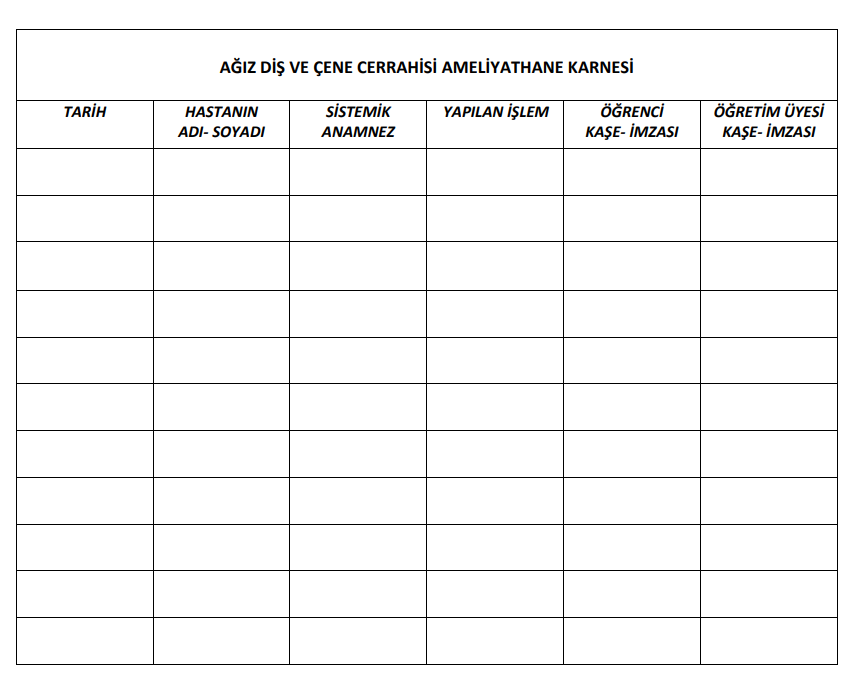 AĞIZ DİŞ VE ÇENE CERRAHİSİ AMELİYATHANE KARNESİ
TARİH
HASTANIN
ADI- SOYADI
SİSTEMİK
ANAMNEZ
YAPILAN İŞLEM
ÖĞRENCİ
KAŞE- İMZASI
ÖĞRETİM ÜYESİ
KAŞE- İMZASI